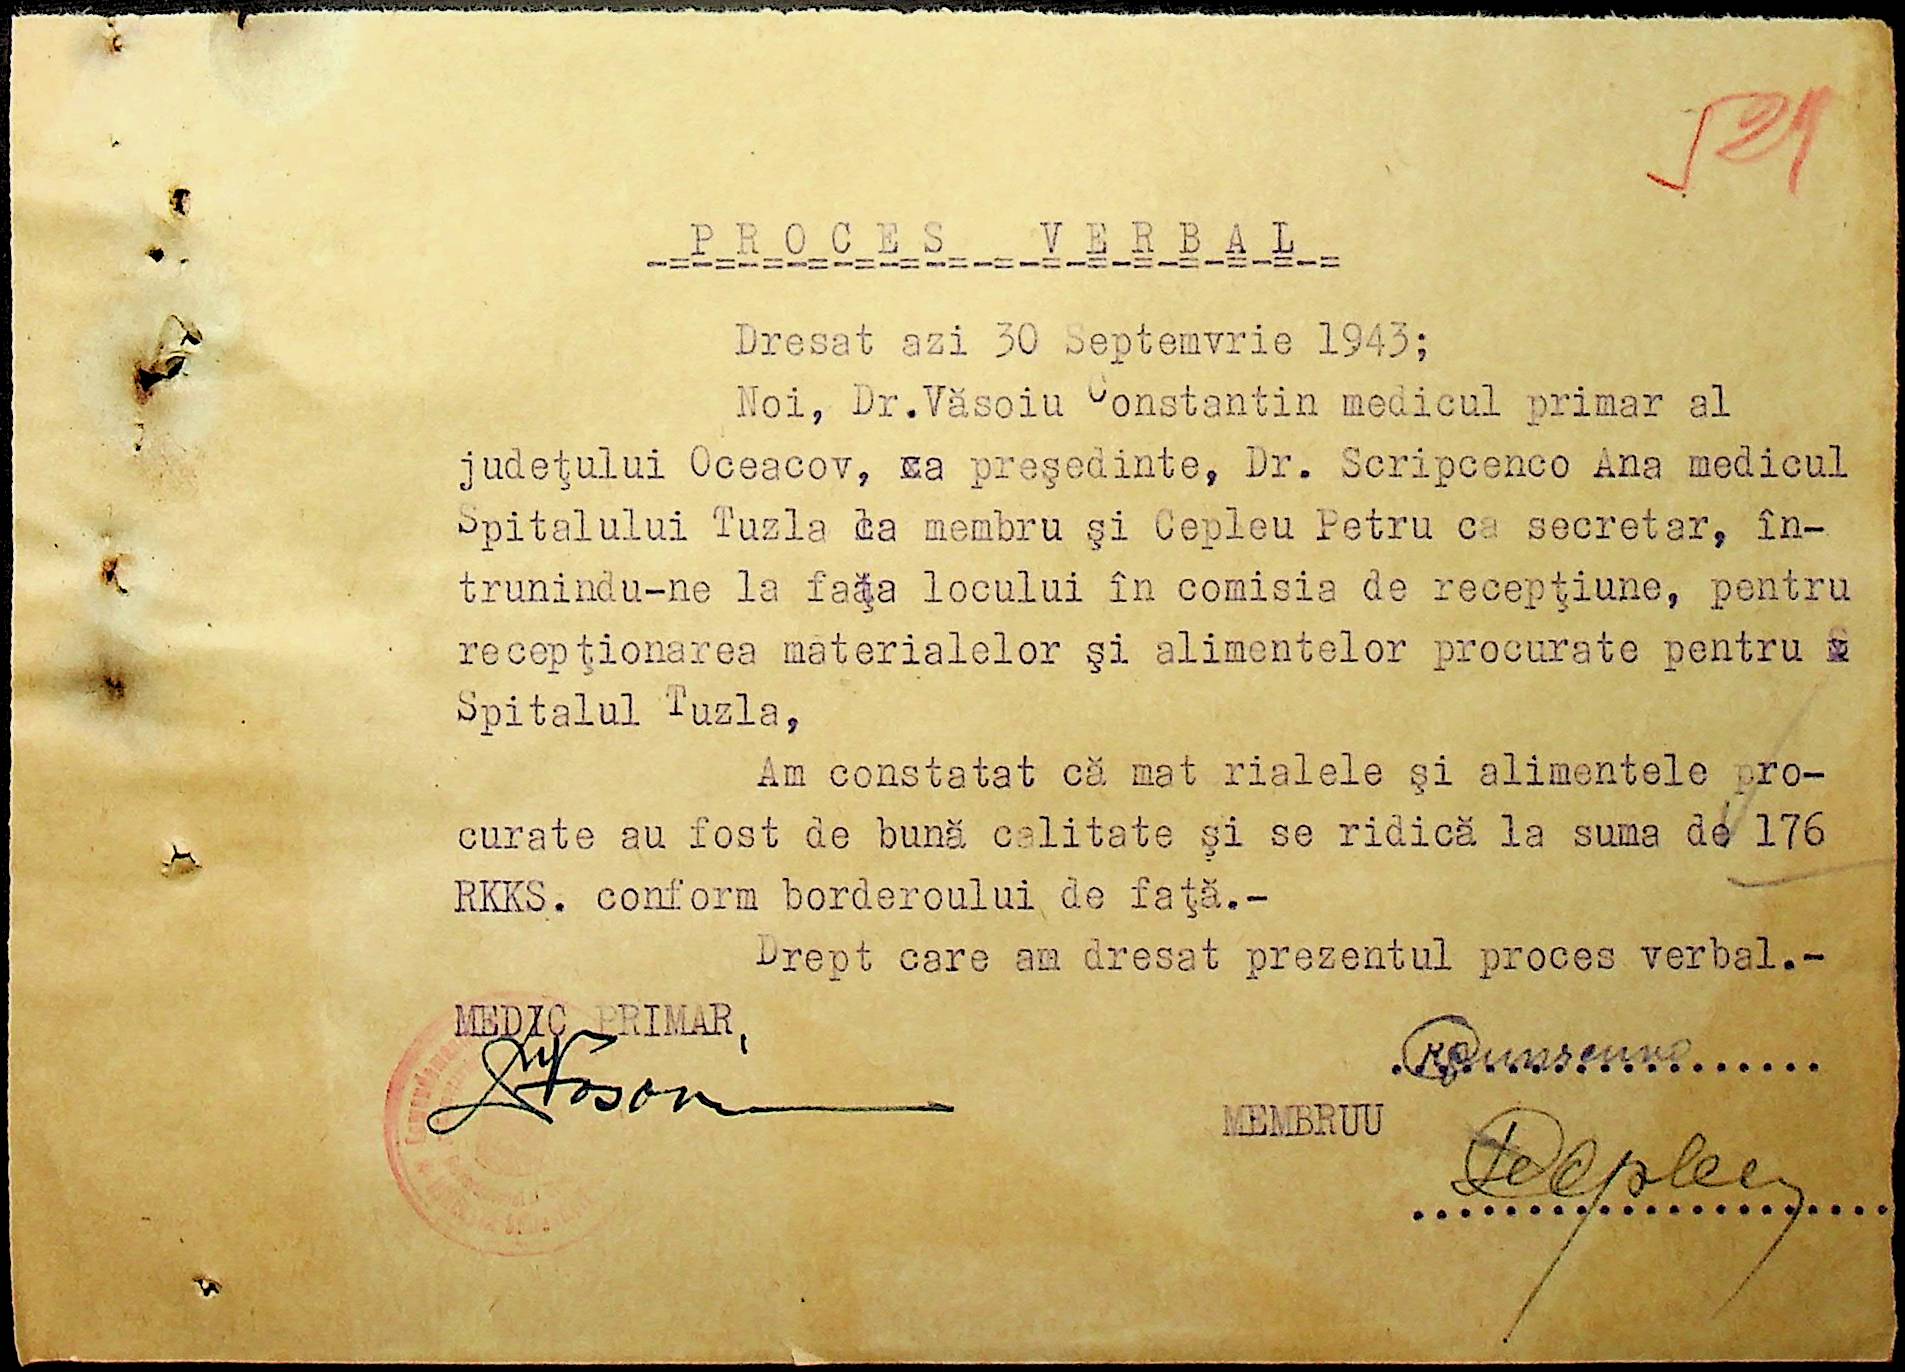 P R O C E S   V E R B A L
Dresat azi 30 Septemvrie 1943;
Noi, Dr.Văsoiu Constantin medicul primar al
judeţului Oceacov, ca preşedinte, Dr. Scripcenco Ana medicul
Spitalului Tuzla ca membru şi Cepleu Petru ca secretar, în-
trunindu-ne la faţa locului în comisia de recepţiune, pentru
recepţionarea materialelor şi alimentelor procurate pentru
Spitalul Tuzla,
Am constatat că mat rialele şi alimentele pro-
curate au fost de bună calitate şi se ridică la suma de 176
RKKS. conform borderoului de faţă.-
Drept care am dresat prezentul proces verbal.-
MEDIC PRIMAR,
MEMBRUU